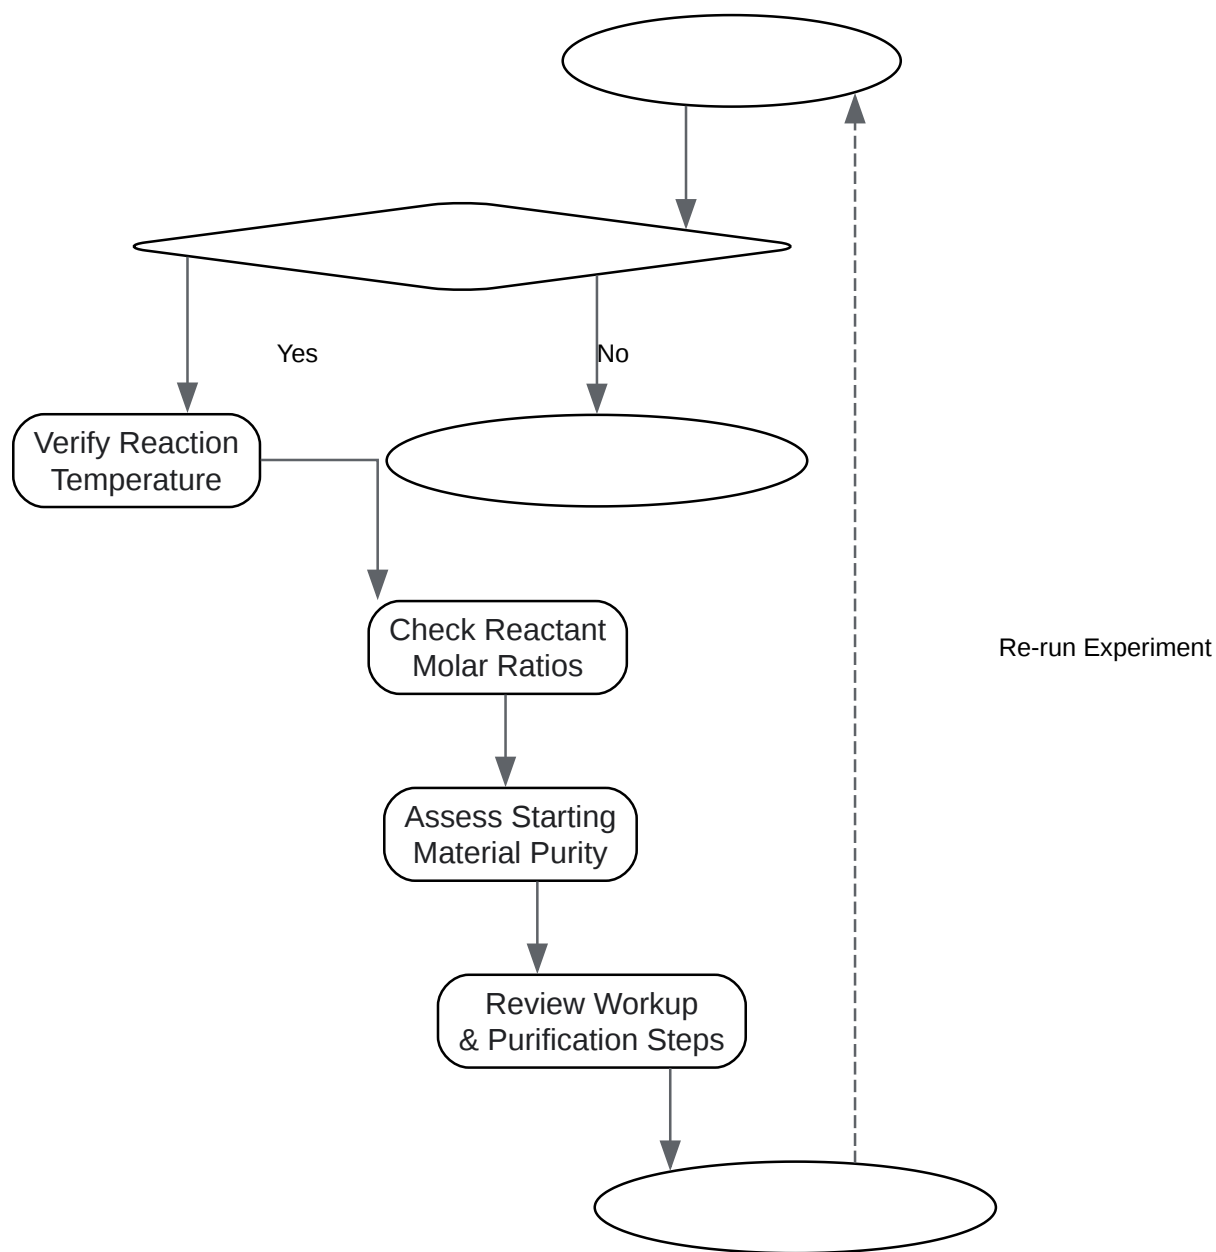 Yes
No
Verify Reaction
Temperature
Check Reactant
Molar Ratios
Re-run Experiment
Assess Starting
Material Purity
Review Workup
& Purification Steps